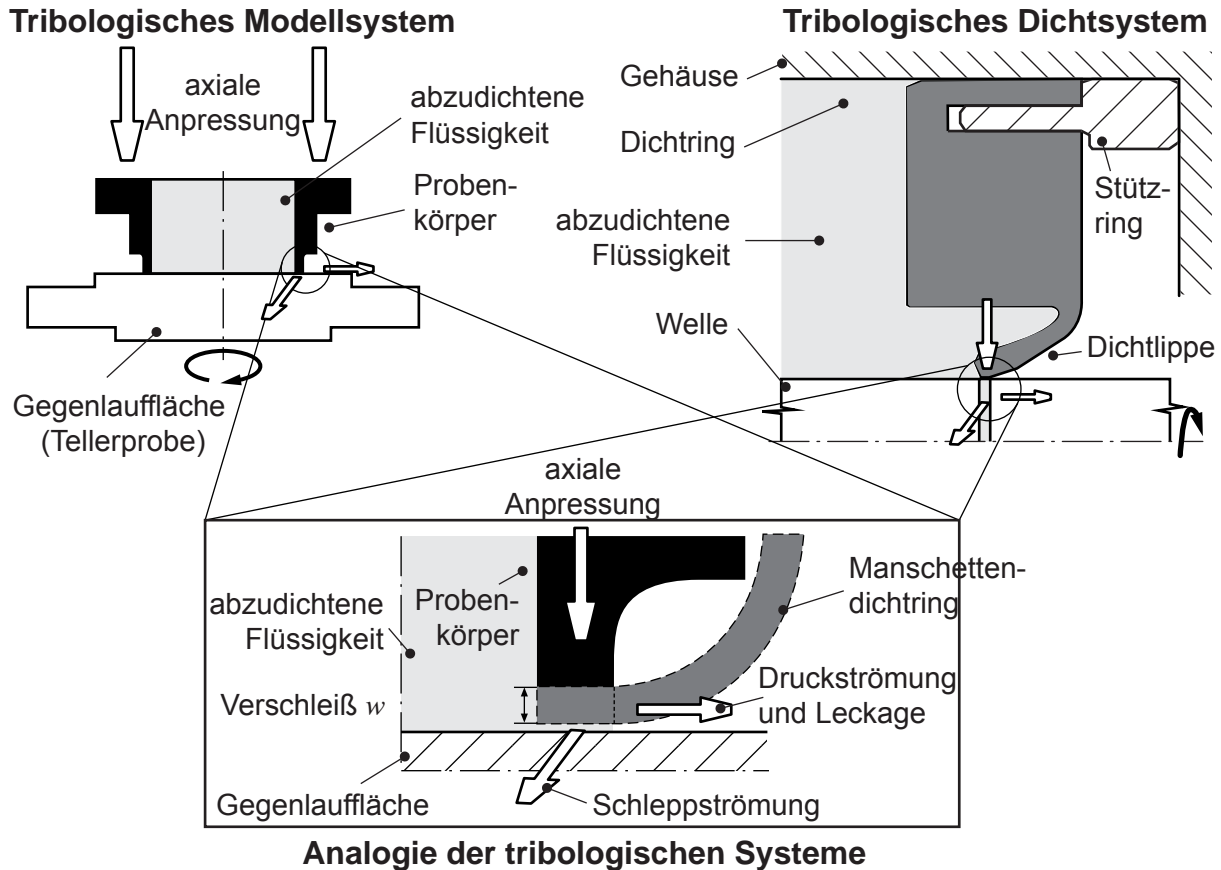 Tribologisches Modellsystem
axiale
Anpressung
abzudichtene
Flüssigkeit
Proben-
körper
Gegenlauffläche
(Tellerprobe)
Tribologisches Dichtsystem
Gehäuse
Dichtring
abzudichtene
Flüssigkeit
Stütz-
ring
Welle
Dichtlippe
axiale
Anpressung
abzudichtene
Flüssigkeit
Proben-
körper
Manschetten-
dichtring
Verschleiß w
Druckströmung
und Leckage
Gegenlauffläche
Schleppströmung
Analogie der tribologischen Systeme